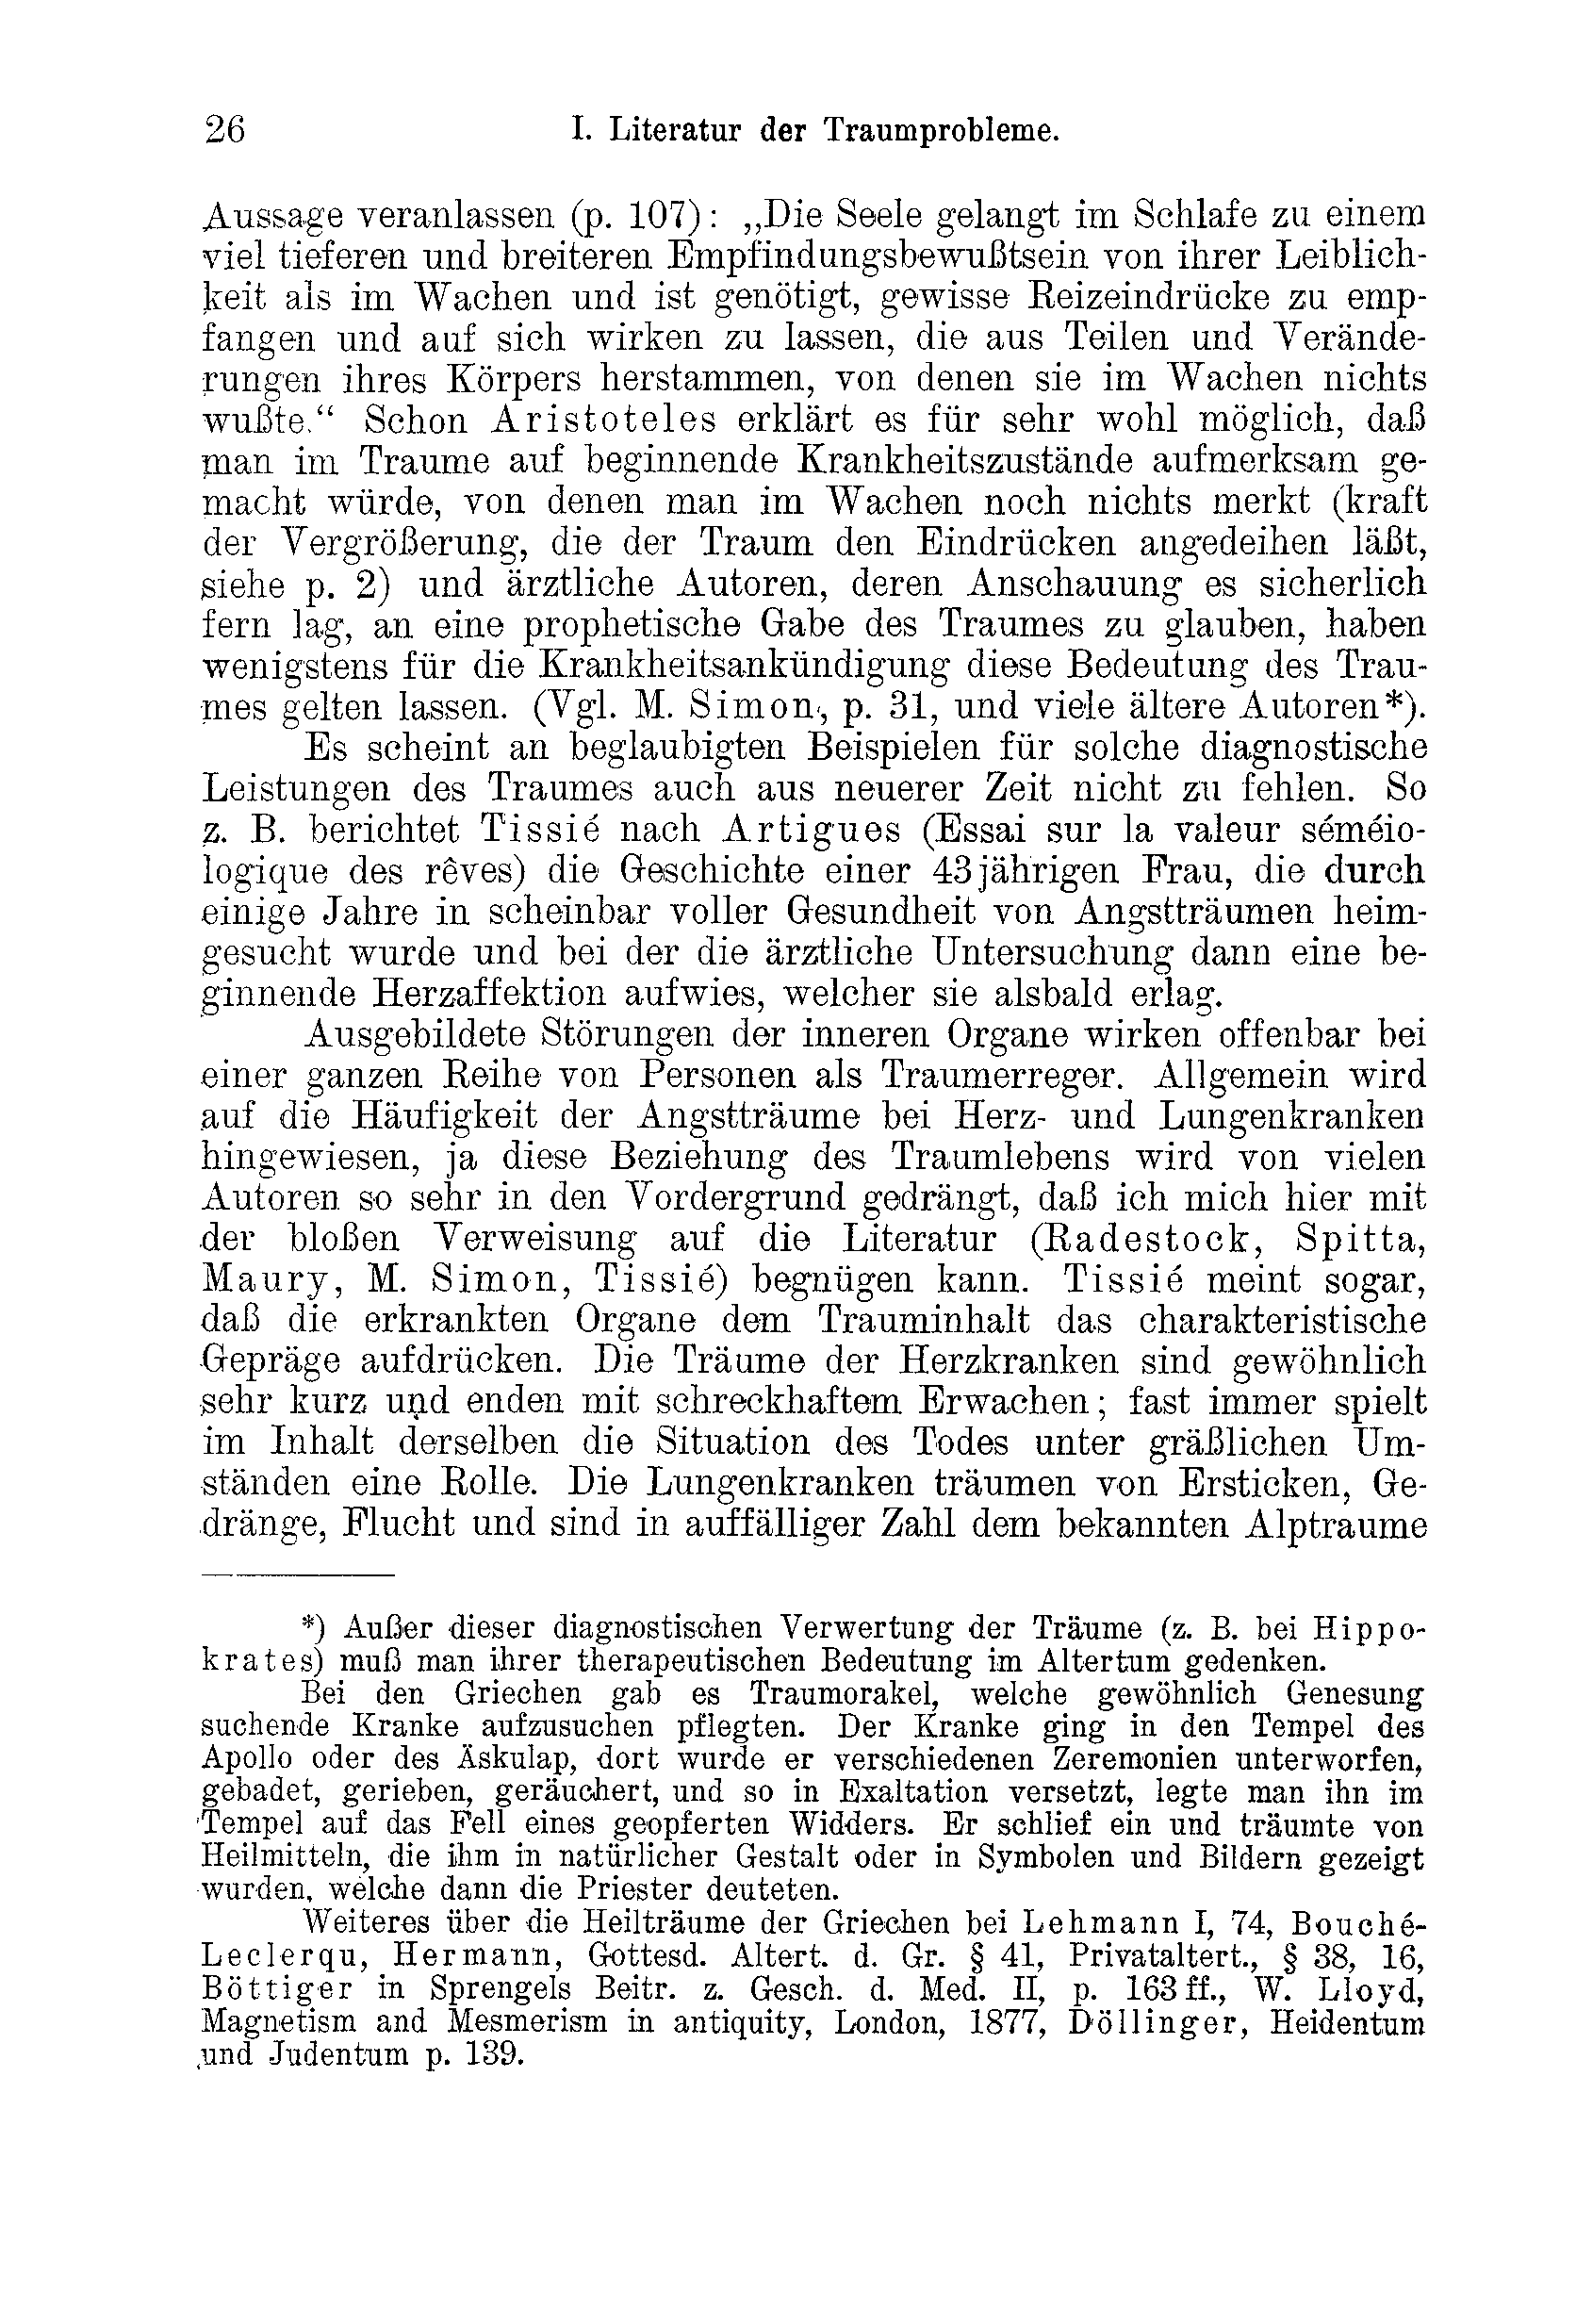 26 I. Literatur der Traumprobleme.
Aussage veranlassen (p. 107): „Die Seele gelangt im Schlafe zu einem
viel tieferen und breiteren Empfindungsbewußtsein von ihrer Leiblich-
keit als im Wachen und ist genötigt, gewisse Reizeindrücke zu emp-
fangen und auf sich wirken zu lassen, die aus Teilen und Verände-
rungen ihres Körpers herstammen, von denen sie im Wachen nichts
wußte.“ Schon Aristoteles erklärt es für sehr wohl möglich, daß
man im Traume auf beginnende Krankheitszustände aufmerksam ge-
macht würde, von denen man im Wachen noch nichts merkt (kraft
der Vergrößerung, die der Traum den Eindrücken angedeihen läßt,
siehe p. 2) und ärztliche Autoren, deren Anschauung es sicherlich
fern lag, an eine prophetische Gabe des Traumes zu glauben, haben
wenigstens für die Krankheitsankündigung diese Bedeutung des Trau-
mes gelten lassen. (Vgl. M. Simon, p. 31, und viele ältere Autoren*).
Es scheint an beglaubigten Beispielen für solche diagnostische
Leistungen des Traumes auch aus neuerer Zeit nicht zu fehlen. So
z. B. berichtet Tissié nach Artigues (Essai sur la valeur séméio-
logique des rêves) die Geschichte einer 43jährigen Frau, die durch
einige Jahre in scheinbar voller Gesundheit von Angstträumen heim-
gesucht wurde und bei der die ärztliche Untersuchung dann eine be-
ginnende Herzaffektion aufwies, welcher sie alsbald erlag.
Ausgebildete Störungen der inneren Organe wirken offenbar bei
einer ganzen Reihe von Personen als Traumerreger. Allgemein wird
auf die Häufigkeit der Angstträume bei Herz- und Lungenkranken
hingewiesen, ja diese Beziehung des Traumlebens wird von vielen
Autoren so sehr in den Vordergrund gedrängt, daß ich mich hier mit
der bloßen Verweisung auf die Literatur (Radestock, Spitta,
Maury, M. Simon, Tissié) begnügen kann. Tissié meint sogar,
daß die erkrankten Organe dem Trauminhalt das charakteristische
Gepräge aufdrücken. Die Träume der Herzkranken sind gewöhnlich
sehr kurz und enden mit schreckhaftem Erwachen; fast immer spielt
im Inhalt derselben die Situation des Todes unter gräßlichen Um-
ständen eine Rolle. Die Lungenkranken träumen von Ersticken, Ge-
dränge, Flucht und sind in auffälliger Zahl dem bekannten Alptraume
*) Außer dieser diagnostischen Verwertung der Träume (z. B. bei Hippo-
krates) muß man ihrer therapeutischen Bedeutung im Altertum gedenken.
Bei den Griechen gab es Traumorakel, welche gewöhnlich Genesung
suchende Kranke aufzusuchen pflegten. Der Kranke ging in den Tempel des
Apollo oder des Äskulap, dort wurde er verschiedenen Zeremonien unterworfen,
gebadet, gerieben, geräuchert, und so in Exaltation versetzt, legte man ihn im
Tempel auf das Fell eines geopferten Widders. Er schlief ein und träumte von
Heilmitteln, die ihm in natürlicher Gestalt oder in Symbolen und Bildern gezeigt
wurden, welche dann die Priester deuteten.
Weiteres über die Heilträume der Griechen bei Lehmann I, 74, Bouché-
Leclerqu, Hermann, Gottesd. Altert. d. Gr. § 41, Privataltert., § 38, 16,
Böttiger in Sprengels Beitr. z. Gesch. d. Med. II, p. 163 ff., W. Lloyd,
Magnetism and Mesmerism in antiquity, London, 1877, Döllinger, Heidentum
und Judentum p. 139.